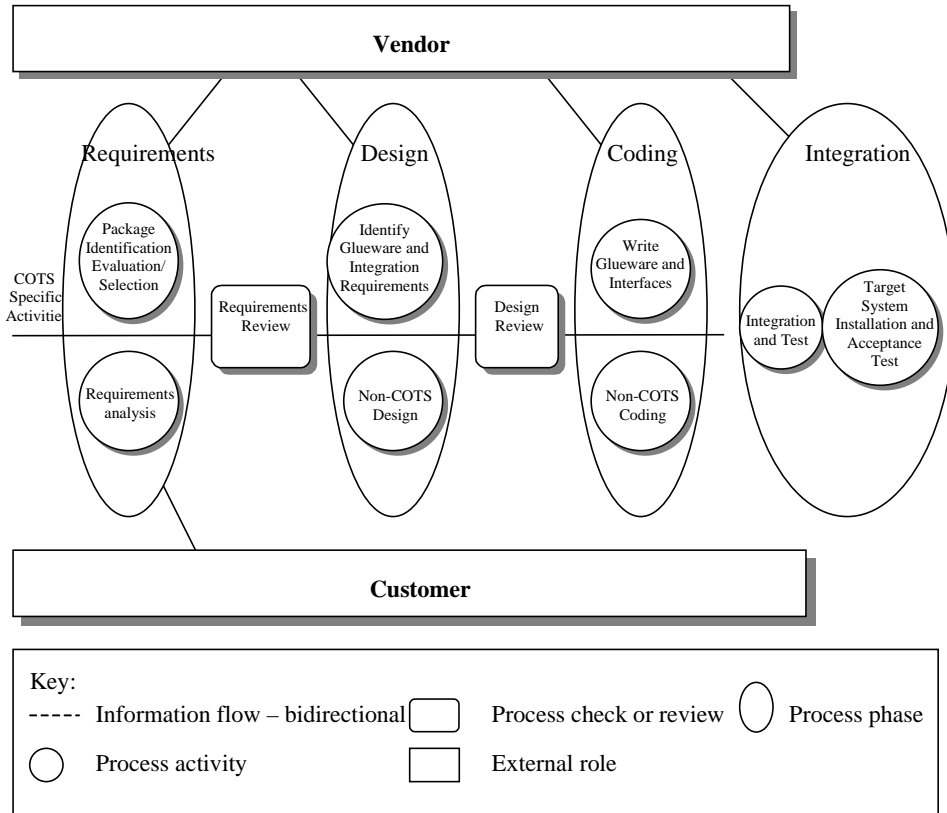 Vendor
Requirements
Design
Coding
Integration
Package
Identification
Evaluation/
Selection
Identify
Glueware and
Integration
Requirements
Write
Glueware and
Interfaces
COTS
Specific
Activitie
Requirements
Review
Design
Review
Integration
and Test
Target
System
Installation and
Acceptance
Test
Requirements
analysis
Non-COTS
Design
Non-COTS
Coding
Customer
Key:
Information flow – bidirectional
Process check or review
Process phase
Process activity
External role